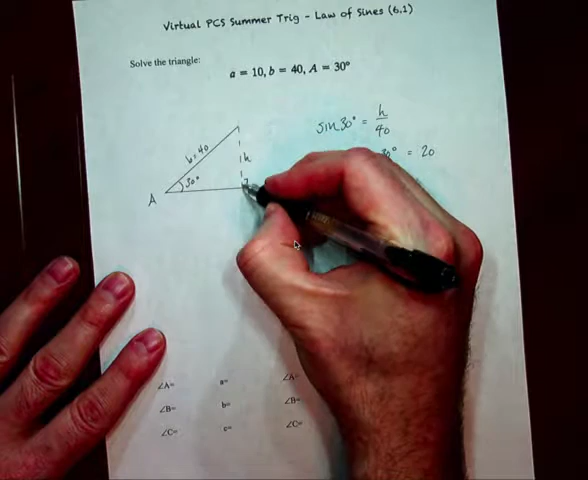 Virtual PCS Summer Trig - Law of Sines (6.1)
Solve the triangle:
a = 10, b = 40, A = 30°
sin 30° = h/40
30° = 20
b = 40
h
30°
A
∠A= a= ∠A=
∠B= b= ∠B=
∠C= c= ∠C=